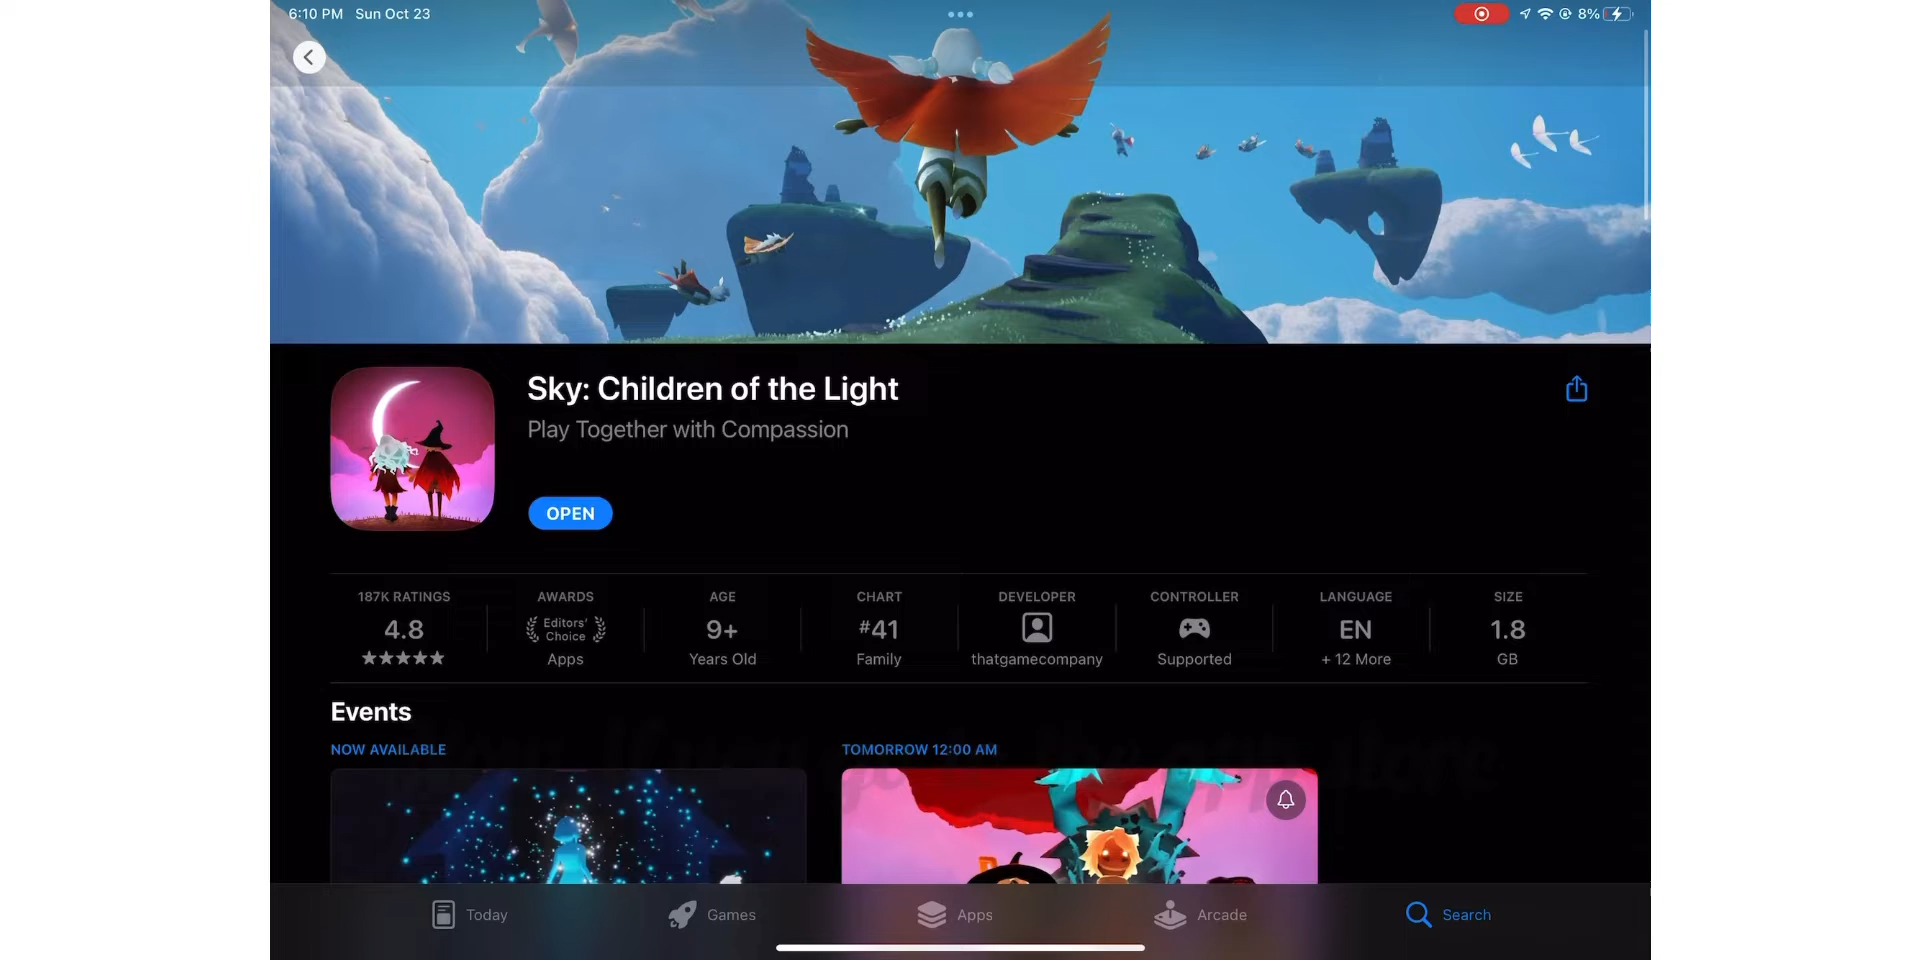 6:10 PM Sun Oct 23
8%
Sky: Children of the Light
Play Together with Compassion
OPEN
187K RATINGS
4.8
AWARDS
Editors'
Choice
Apps
AGE
9+
Years Old
CHART
#41
Family
DEVELOPER
thatgamecompany
CONTROLLER
Supported
LANGUAGE
EN
+ 12 More
SIZE
1.8
GB
Events
NOW AVAILABLE
TOMORROW 12:00 AM
Today
Games
Apps
Arcade
Search